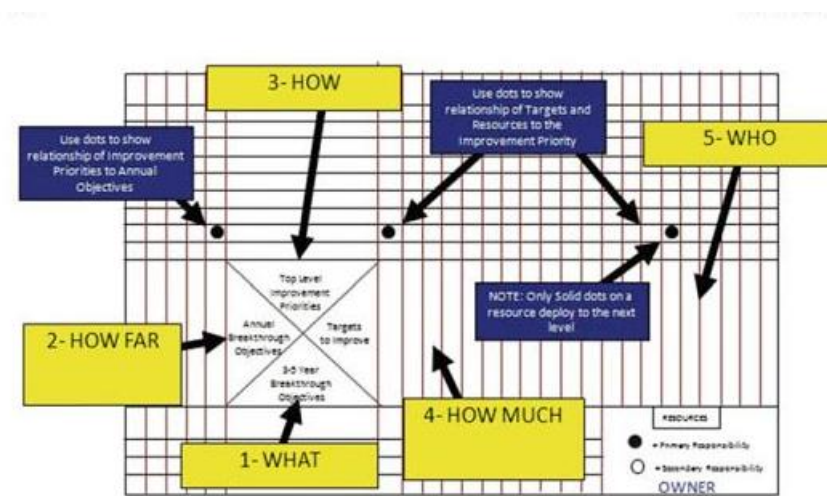 3- HOW
Use dots to show
relationship of Targets and
Resources to the
Improvement Priority
5- WHO
Use dots to show
relationship of Improvement
Priorities to Annual
Objectives
Top Level
Improvement
Priorities
NOTE: Only Solid dots on a
resource deploy to the next
level
2- HOW FAR
Annual
Breakthrough
Objectives
Targets
to Improve
3-5 Year
Breakthrough
Objectives
4- HOW MUCH
1- WHAT
RESOURCES
= Primary Responsibility
= Secondary Responsibility
OWNER